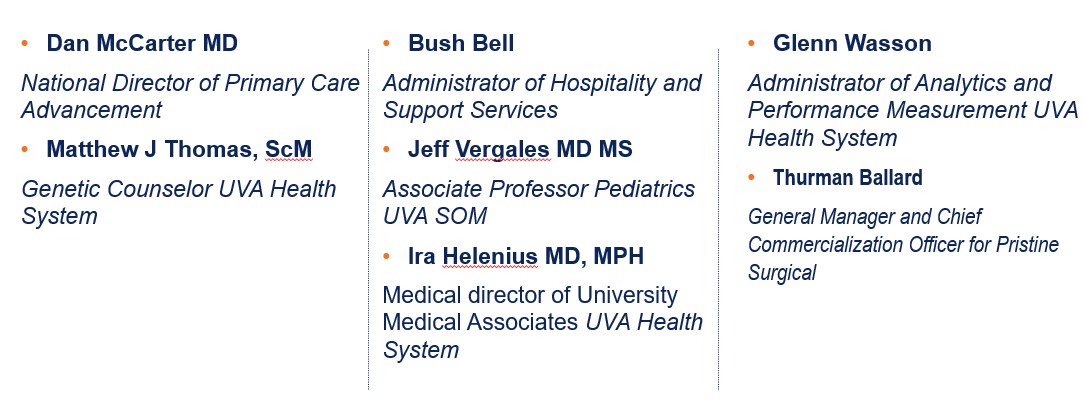 • Dan McCarter MD
National Director of Primary Care
Advancement
• Matthew J Thomas, ScM
Genetic Counselor UVA Health
System
• Bush Bell
Administrator of Hospitality and
Support Services
• Jeff Vergales MD MS
Associate Professor Pediatrics
UVA SOM
• Ira Helenius MD, MPH
Medical director of University
Medical Associates UVA Health
System
• Glenn Wasson
Administrator of Analytics and
Performance Measurement UVA
Health System
• Thurman Ballard
General Manager and Chief
Commercialization Officer for Pristine
Surgical